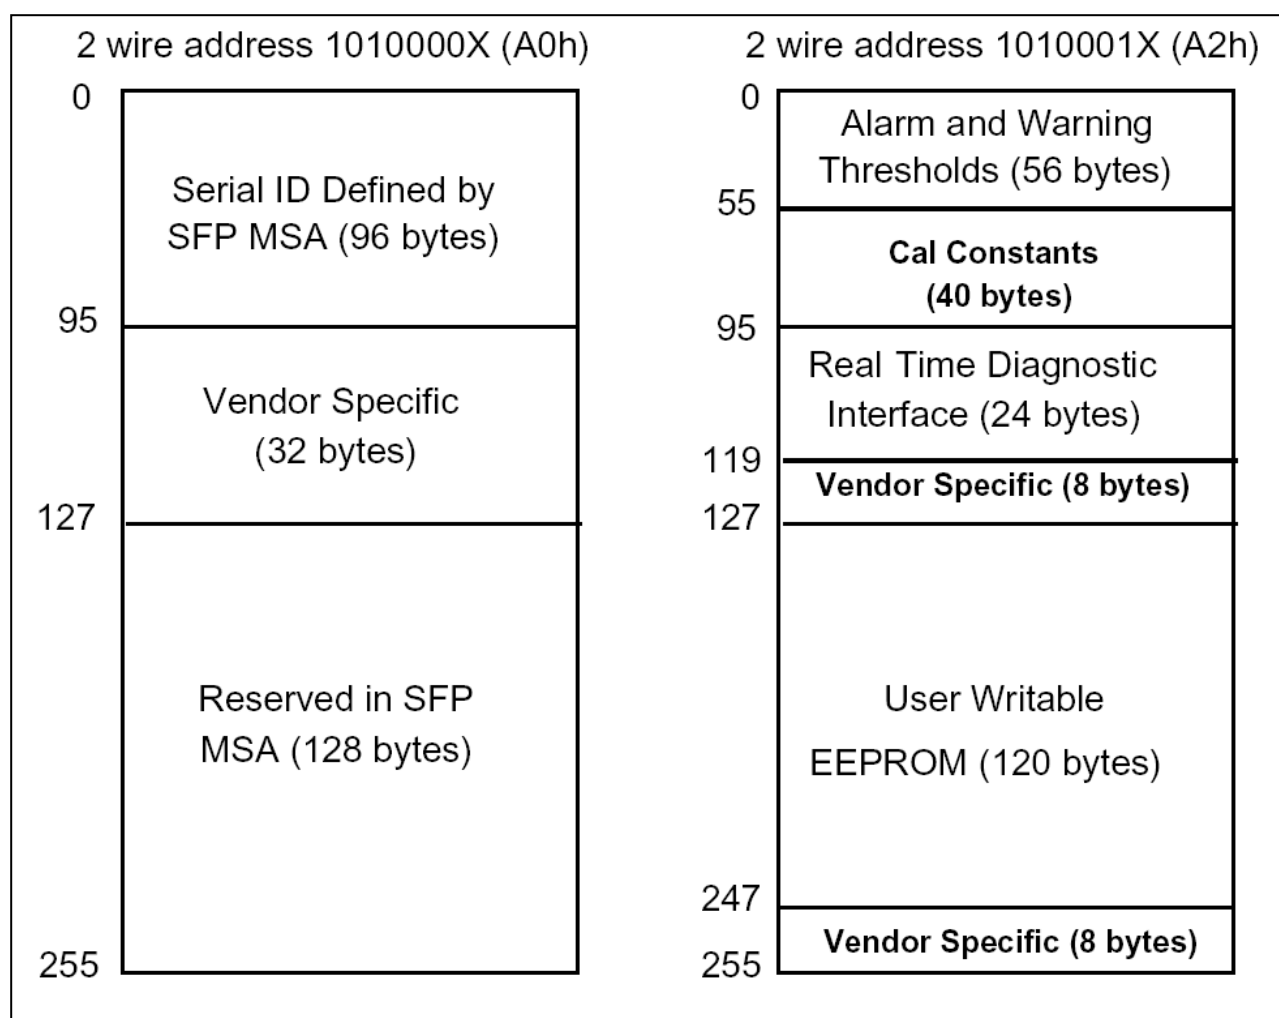 2 wire address 1010000X (A0h)
0
Serial ID Defined by
SFP MSA (96 bytes)
95
Vendor Specific
(32 bytes)
127
Reserved in SFP
MSA (128 bytes)
255
2 wire address 1010001X (A2h)
0
Alarm and Warning
Thresholds (56 bytes)
55
Cal Constants
(40 bytes)
95
Real Time Diagnostic
Interface (24 bytes)
119
Vendor Specific (8 bytes)
127
User Writable
EEPROM (120 bytes)
247
Vendor Specific (8 bytes)
255